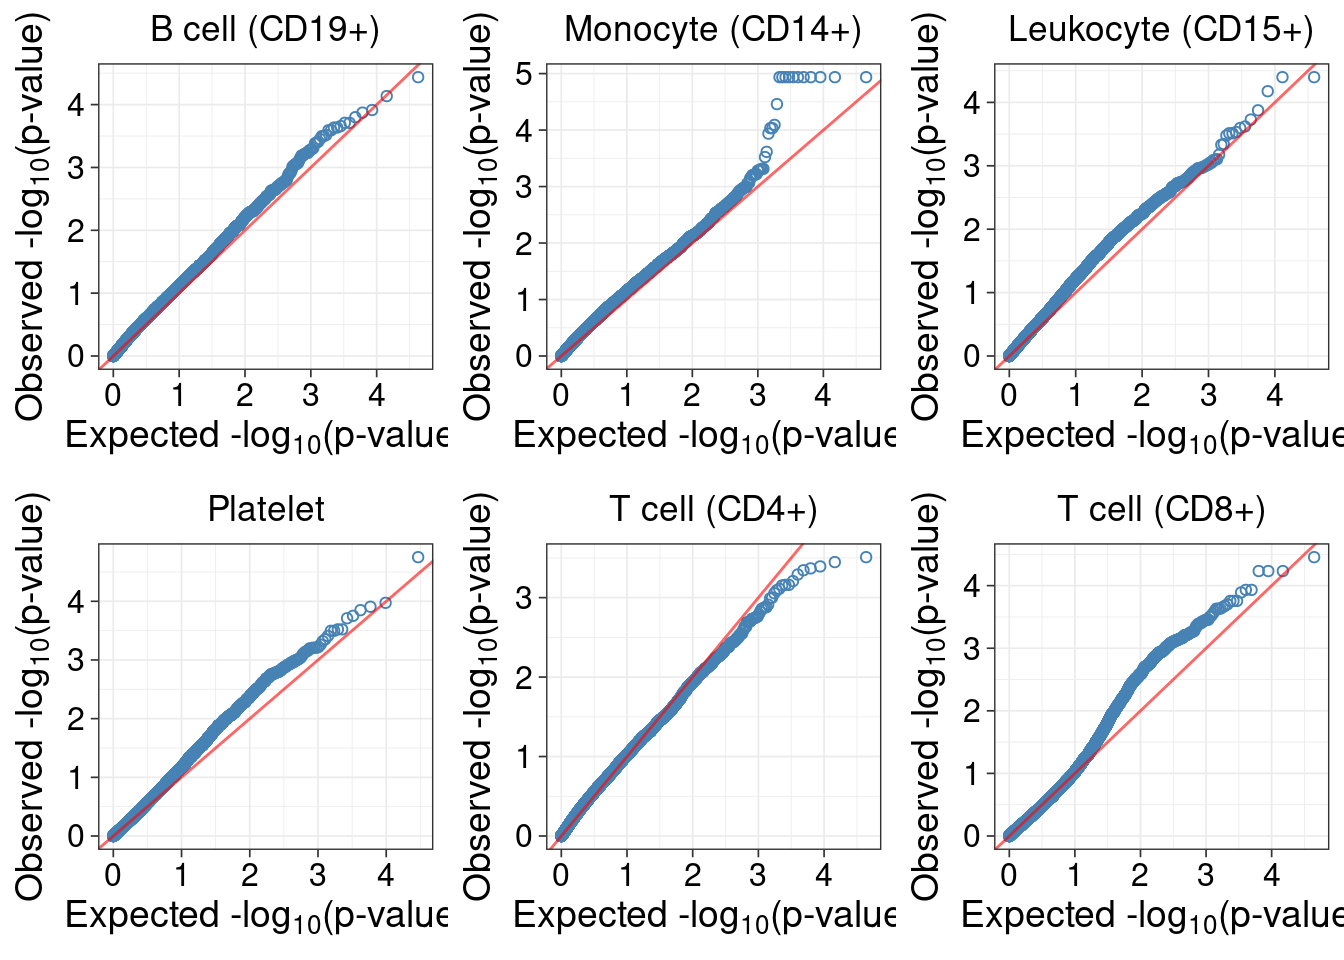 B cell (CD19+)
Observed -log10(p-value)
4
3
2
1
0
0 1 2 3 4
Expected -log10(p-value
Monocyte (CD14+)
Observed -log10(p-value)
5
4
3
2
1
0
0 1 2 3 4
Expected -log10(p-value
Leukocyte (CD15+)
Observed -log10(p-value)
4
3
2
1
0
0 1 2 3 4
Expected -log10(p-value
Platelet
Observed -log10(p-value)
4
3
2
1
0
0 1 2 3 4
Expected -log10(p-value
T cell (CD4+)
Observed -log10(p-value)
3
2
1
0
0 1 2 3 4
Expected -log10(p-value
T cell (CD8+)
Observed -log10(p-value)
4
3
2
1
0
0 1 2 3 4
Expected -log10(p-value